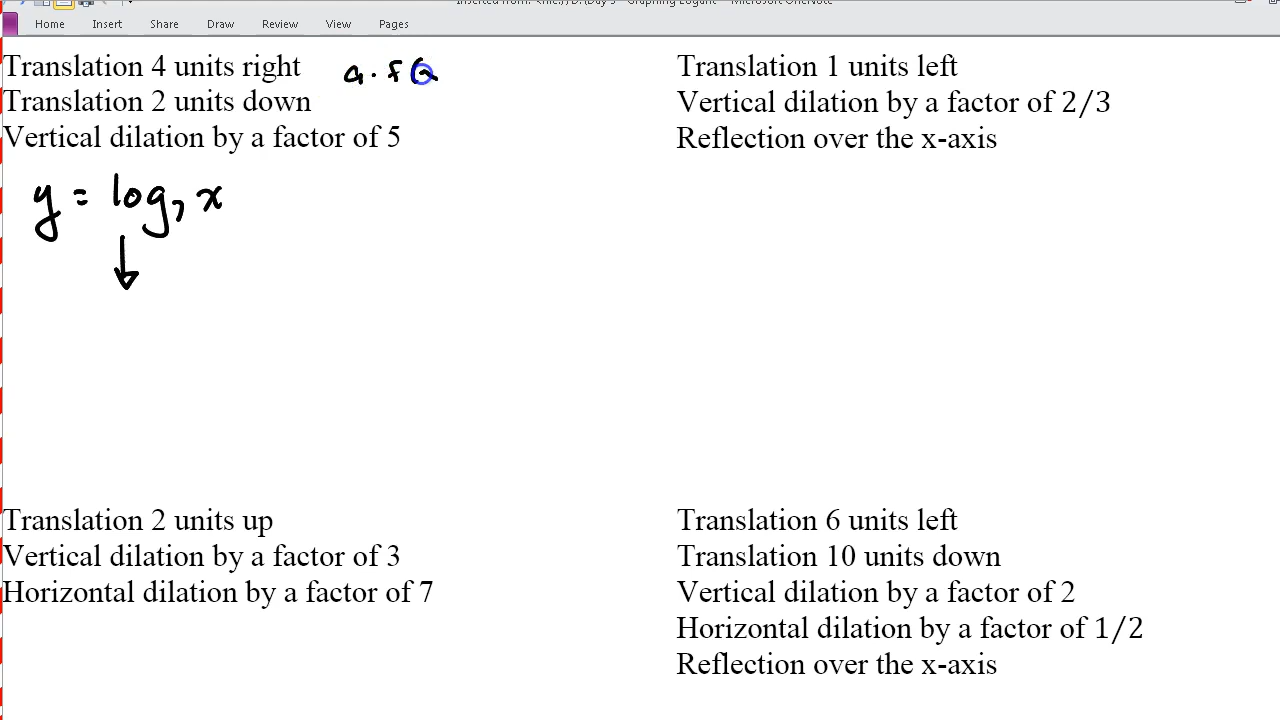 Home Insert Share Draw Review View Pages
Translation 4 units right
Translation 2 units down
Vertical dilation by a factor of 5
a · f (
y = log₇ x
Translation 1 units left
Vertical dilation by a factor of 2/3
Reflection over the x-axis
Translation 2 units up
Vertical dilation by a factor of 3
Horizontal dilation by a factor of 7
Translation 6 units left
Translation 10 units down
Vertical dilation by a factor of 2
Horizontal dilation by a factor of 1/2
Reflection over the x-axis